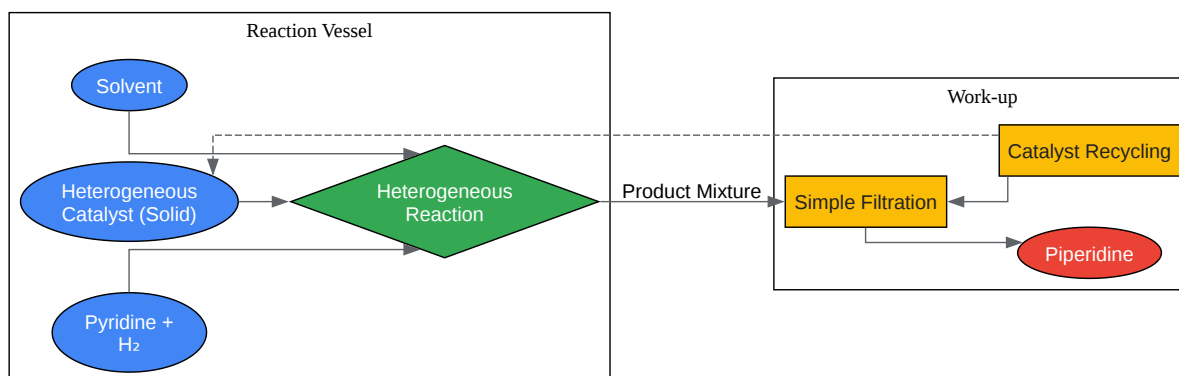 Reaction Vessel
Solvent
Heterogeneous
Catalyst (Solid)
Pyridine +
H₂
Heterogeneous
Reaction
Product Mixture
Work-up
Catalyst Recycling
Simple Filtration
Piperidine